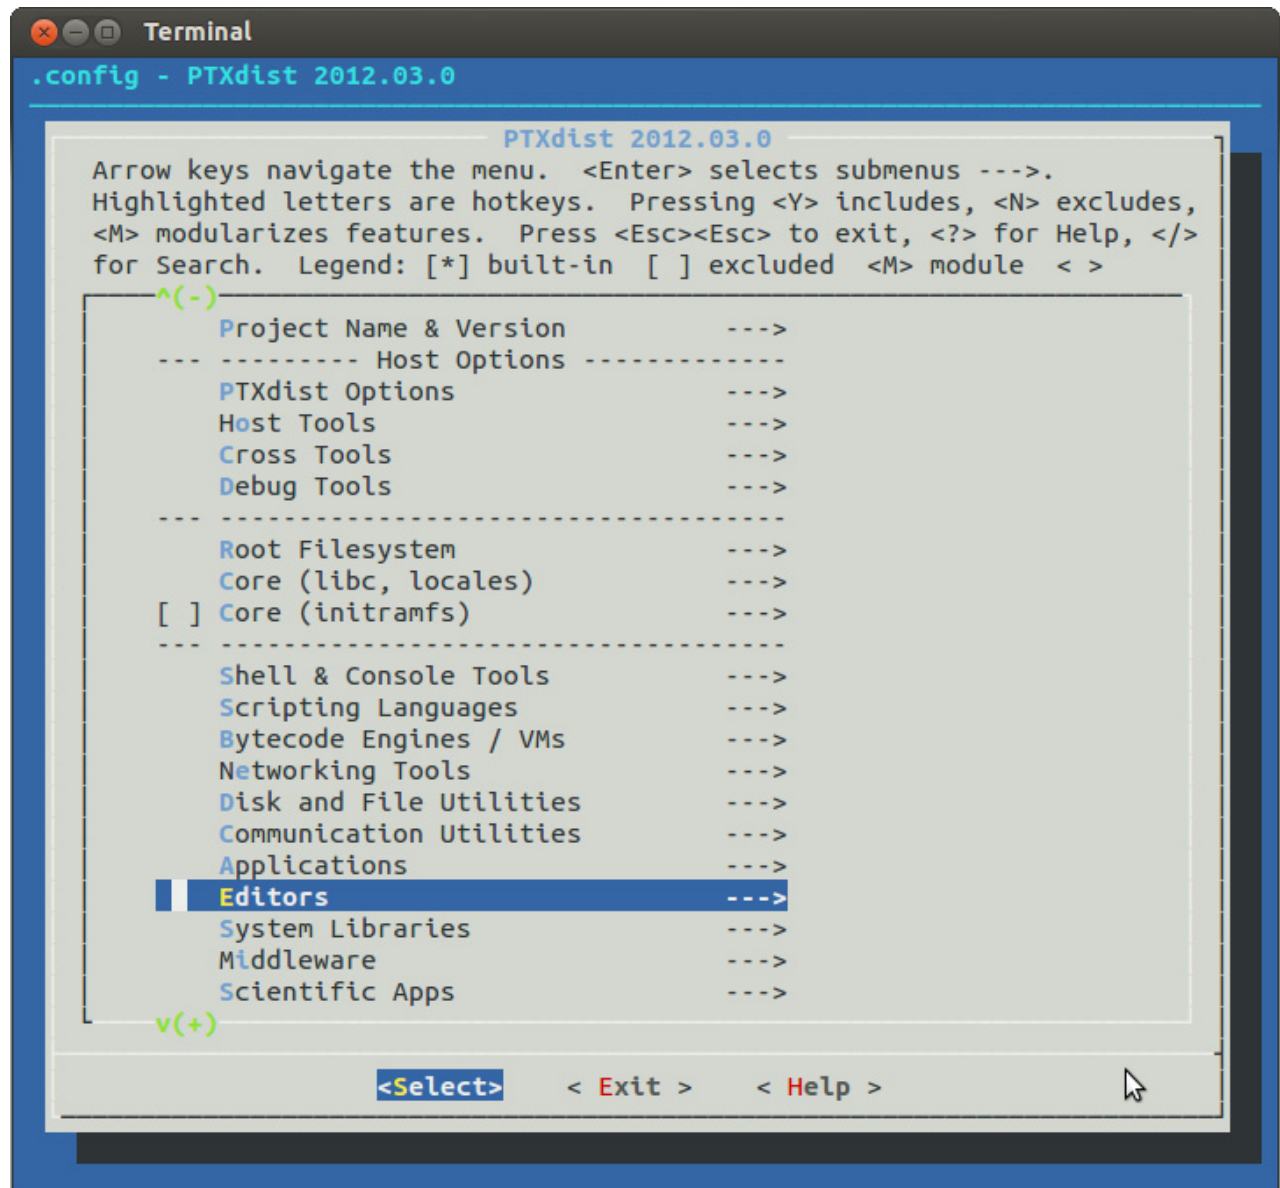 Terminal
.config - PTXdist 2012.03.0
PTXdist 2012.03.0
Arrow keys navigate the menu.  <Enter> selects submenus --->.
Highlighted letters are hotkeys.  Pressing <Y> includes, <N> excludes,
<M> modularizes features.  Press <Esc><Esc> to exit, <?> for Help, </>
for Search.  Legend: [*] built-in  [ ] excluded  <M> module  < >
^(-)
Project Name & Version          --->
--- --------- Host Options -------------
PTXdist Options                 --->
Host Tools                      --->
Cross Tools                     --->
Debug Tools                     --->
--- ------------------------------------
Root Filesystem                 --->
Core (libc, locales)            --->
[ ] Core (initramfs)                --->
--- ------------------------------------
Shell & Console Tools           --->
Scripting Languages             --->
Bytecode Engines / VMs          --->
Networking Tools                --->
Disk and File Utilities         --->
Communication Utilities         --->
Applications                    --->
Editors                         --->
System Libraries                --->
Middleware                      --->
Scientific Apps                 --->
v(+)
<Select>    < Exit >    < Help >